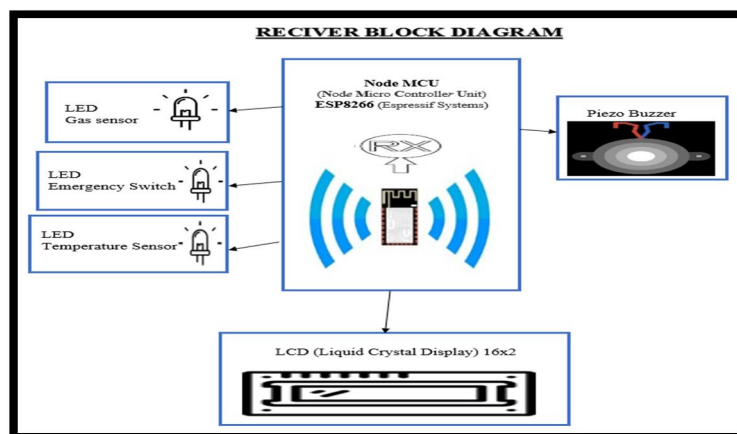 RECIVER BLOCK DIAGRAM
LED
Gas sensor
LED
Emergency Switch
LED
Temperature Sensor
Node MCU
(Node Micro Controller Unit)
ESP8266 (Espressif Systems)
RX
Piezo Buzzer
LCD (Liquid Crystal Display) 16x2